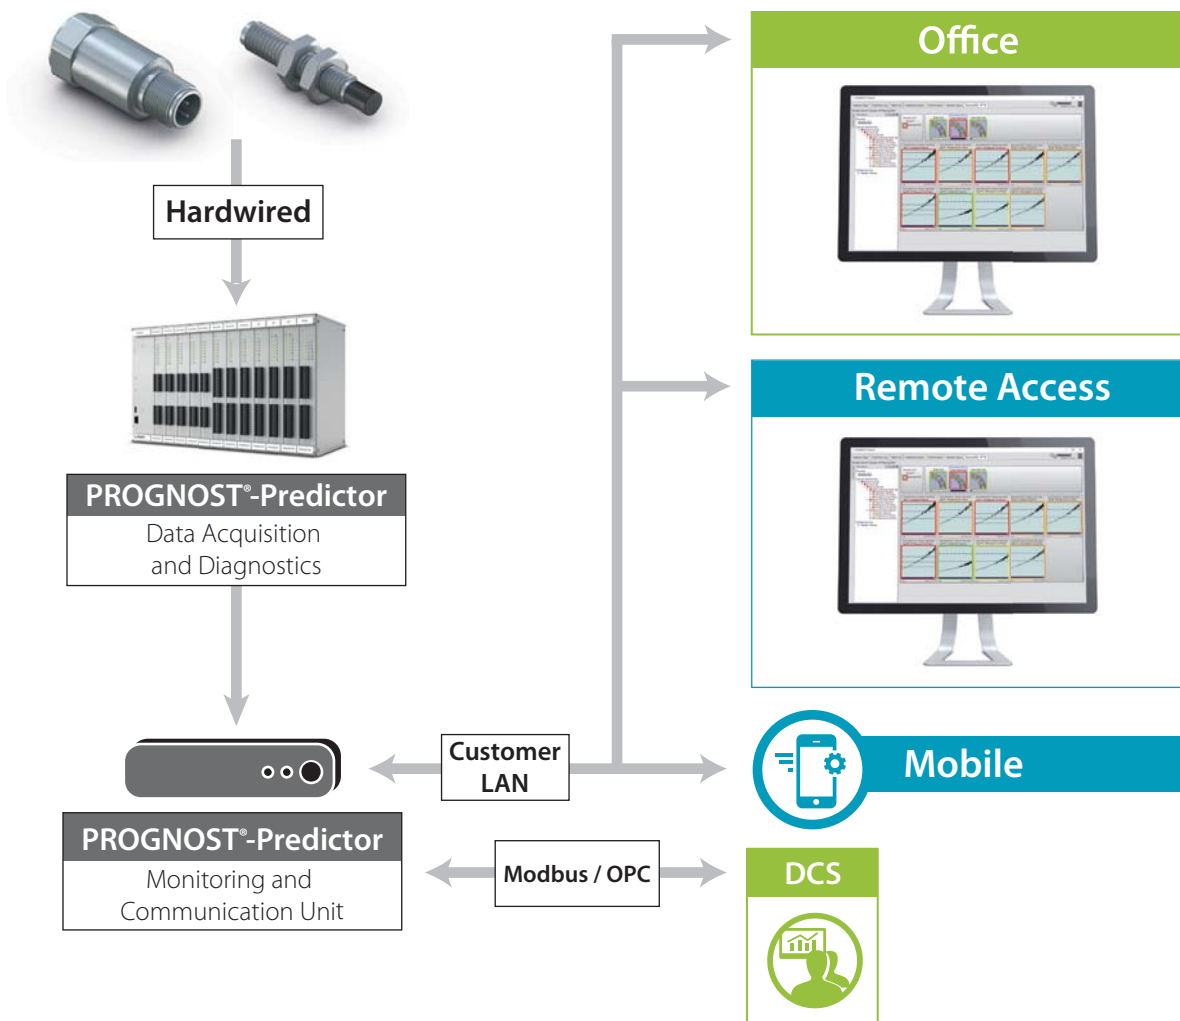 Office
Hardwired
Remote Access
PROGNOST®-Predictor
Data Acquisition
and Diagnostics
Customer
LAN
Mobile
PROGNOST®-Predictor
Monitoring and
Communication Unit
Modbus / OPC
DCS